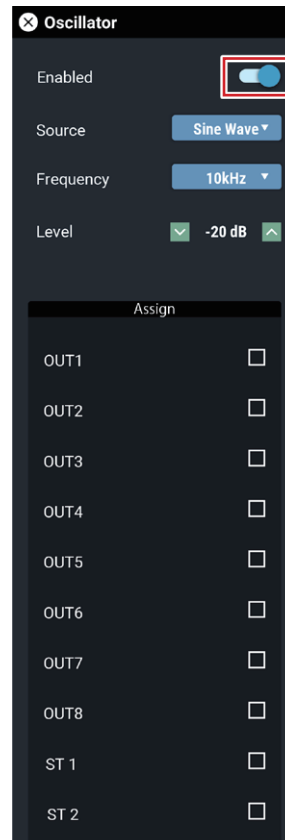 Oscillator
Enabled
Source Sine Wave
Frequency 10kHz
Level -20 dB
Assign
OUT1
OUT2
OUT3
OUT4
OUT5
OUT6
OUT7
OUT8
ST 1
ST 2